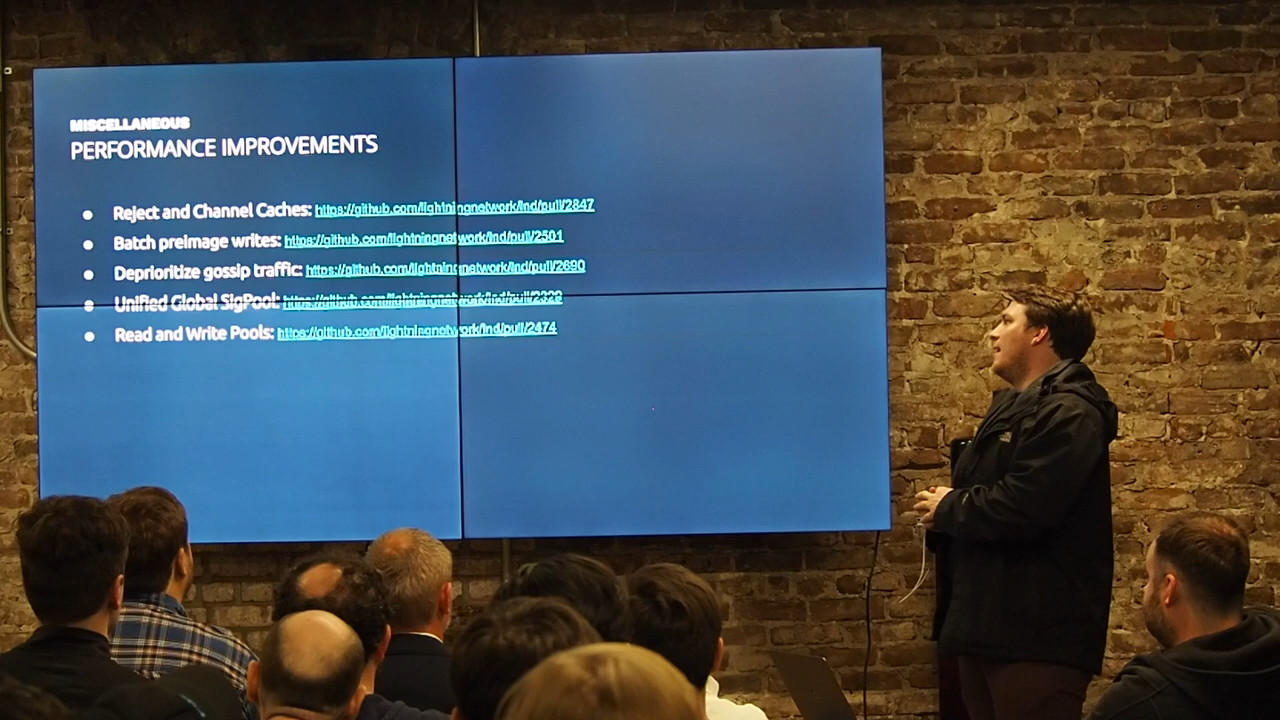 MISCELLANEOUS
PERFORMANCE IMPROVEMENTS
Reject and Channel Caches: https://github.com/lightningnetwork/lnd/pull/2847
Batch preimage writes: https://github.com/lightningnetwork/lnd/pull/2501
Deprioritize gossip traffic: https://github.com/lightningnetwork/lnd/pull/2690
Unified Global SigPool: https://github.com/lightningnetwork/lnd/pull/2329
Read and Write Pools: https://github.com/lightningnetwork/lnd/pull/2474